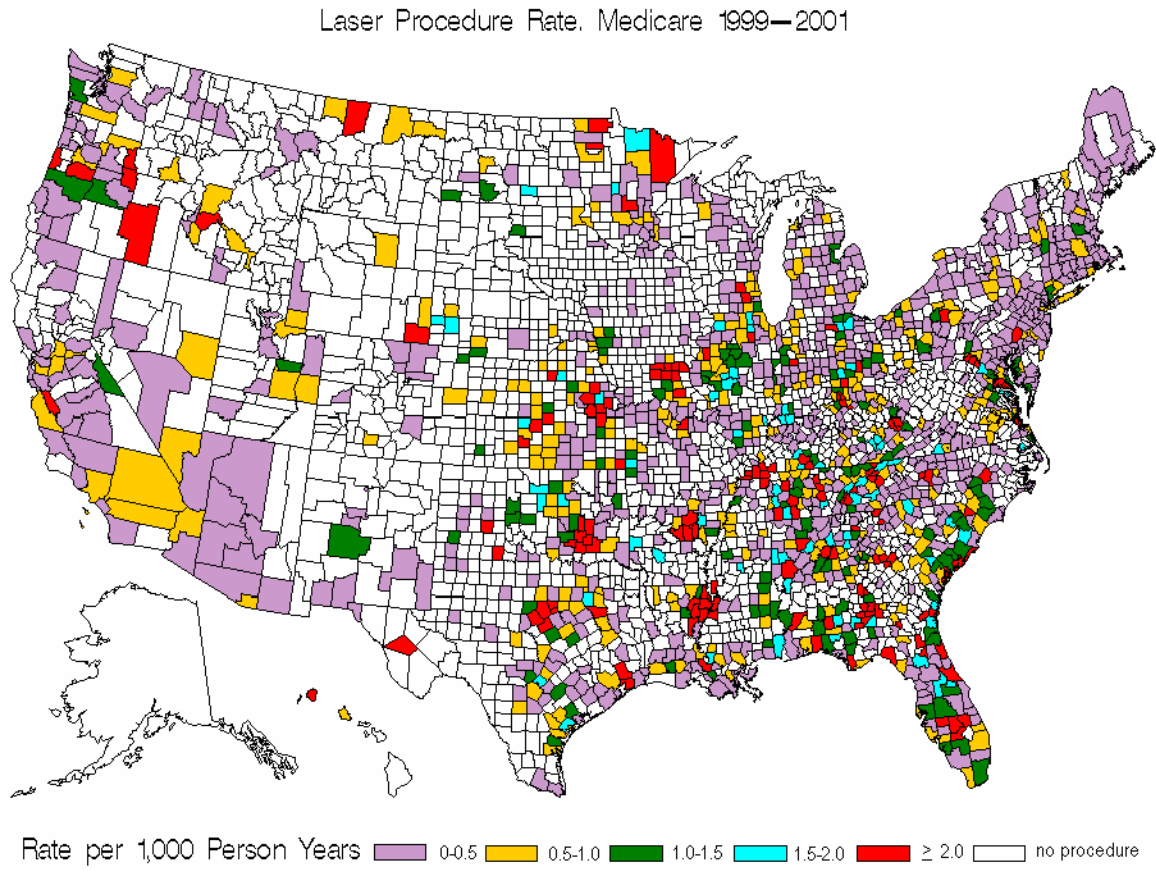 Laser Procedure Rate. Medicare 1999—2001
Rate per 1,000 Person Years 0-0.5 0.5-1.0 1.0-1.5 1.5-2.0 ≥ 2.0 no procedure